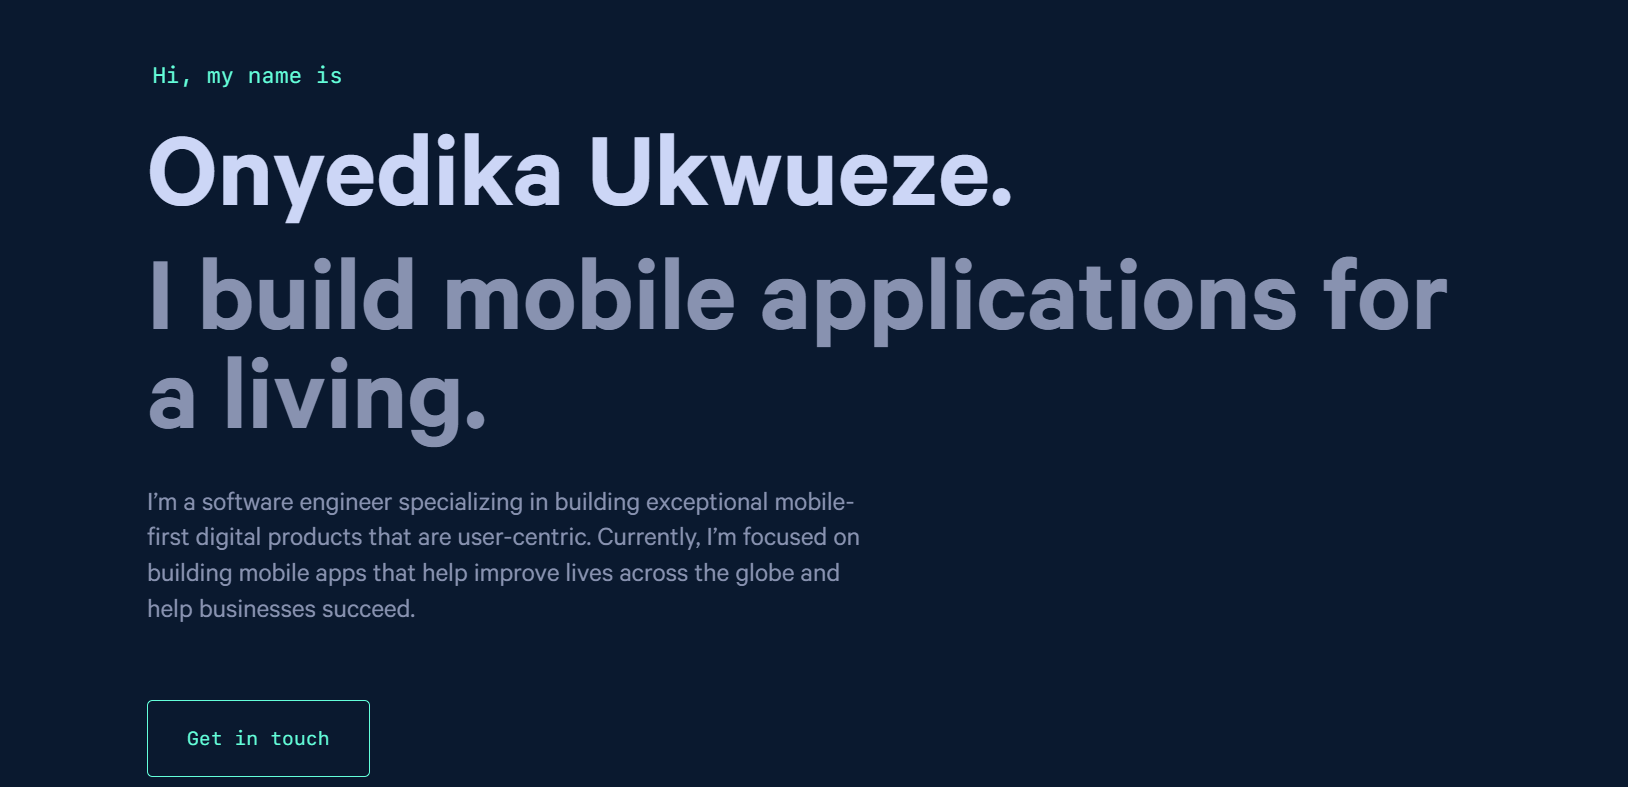 Hi, my name is
Onyedika Ukwueze.
I build mobile applications for
a living.
I’m a software engineer specializing in building exceptional mobile-
first digital products that are user-centric. Currently, I’m focused on
building mobile apps that help improve lives across the globe and
help businesses succeed.
Get in touch